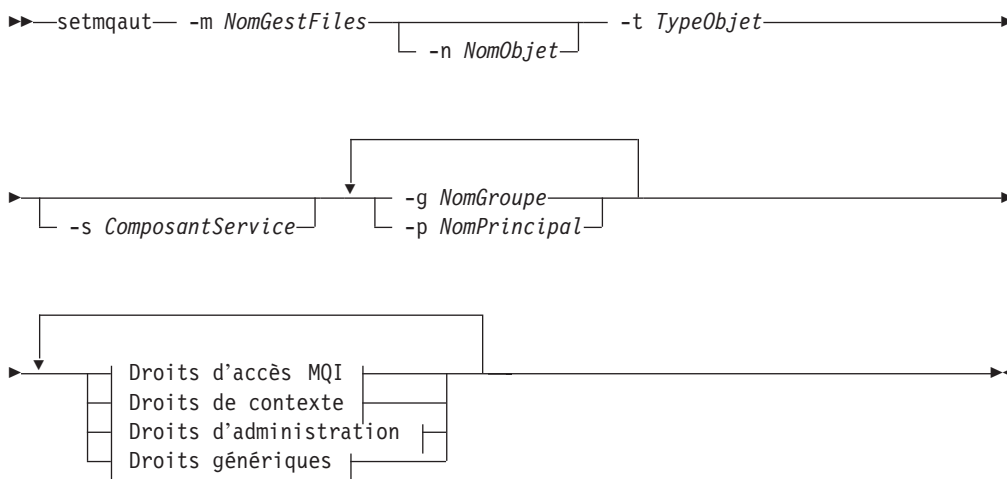 setmqaut -m NomGestFiles -t TypeObjet
-n NomObjet
-g NomGroupe
-s ComposantService -p NomPrincipal
Droits d'accès MQI
Droits de contexte
Droits d'administration
Droits génériques